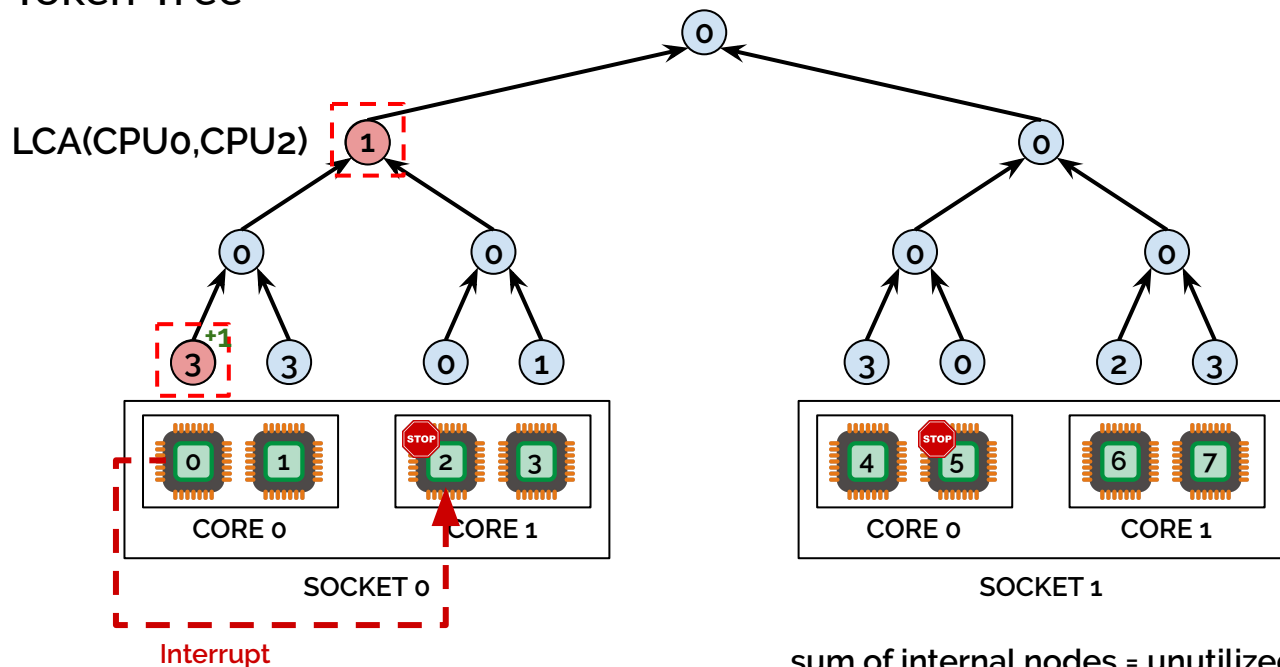 Token Tree
0
LCA(CPU0,CPU2)
1
0
0
0
0
0
+1
3
3
0
1
3
0
2
3
STOP
STOP
0
1
2
3
4
5
6
7
CORE 0
CORE 1
CORE 0
CORE 1
SOCKET 0
SOCKET 1
Interrupt
sum of internal nodes = unutilized